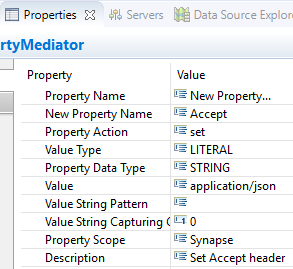 Properties Servers Data Source Explor
rtyMediator
Property Value
Property Name New Property...
New Property Name Accept
Property Action set
Value Type LITERAL
Property Data Type STRING
Value application/json
Value String Pattern
Value String Capturing 0
Property Scope Synapse
Description Set Accept header